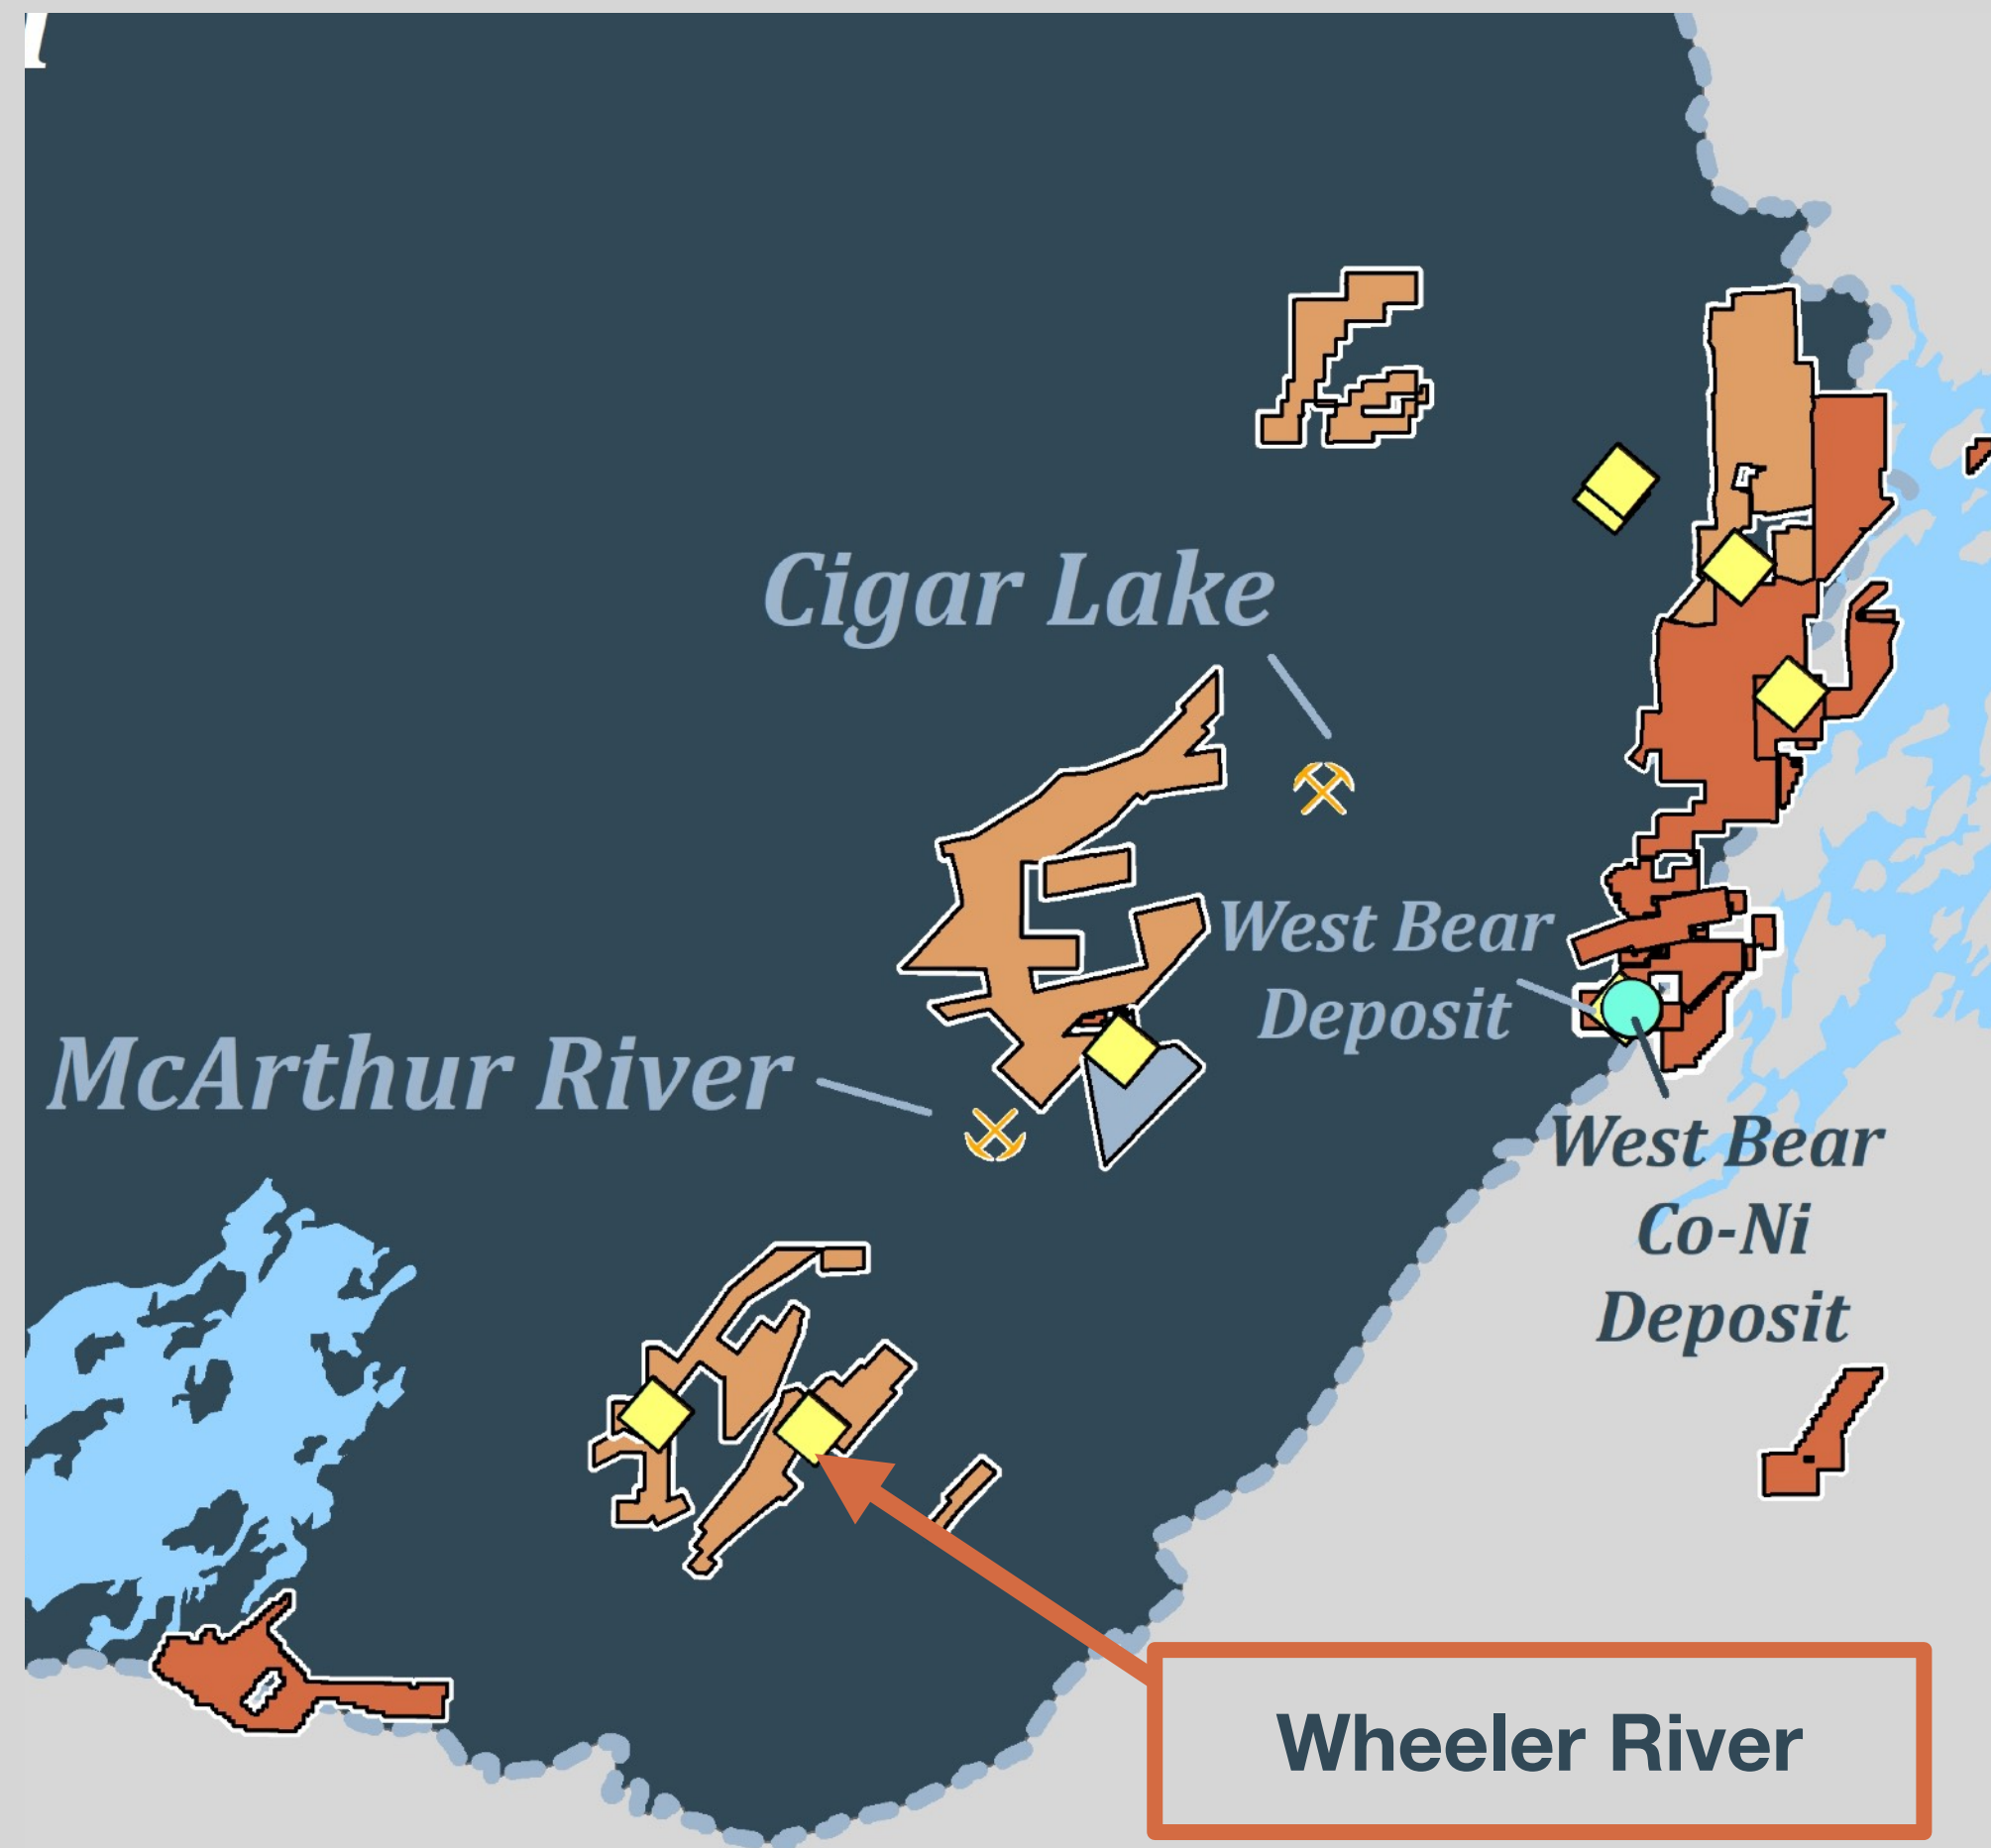 Cigar Lake
West Bear
Deposit
McArthur River
West Bear
Co-Ni
Deposit
Wheeler River